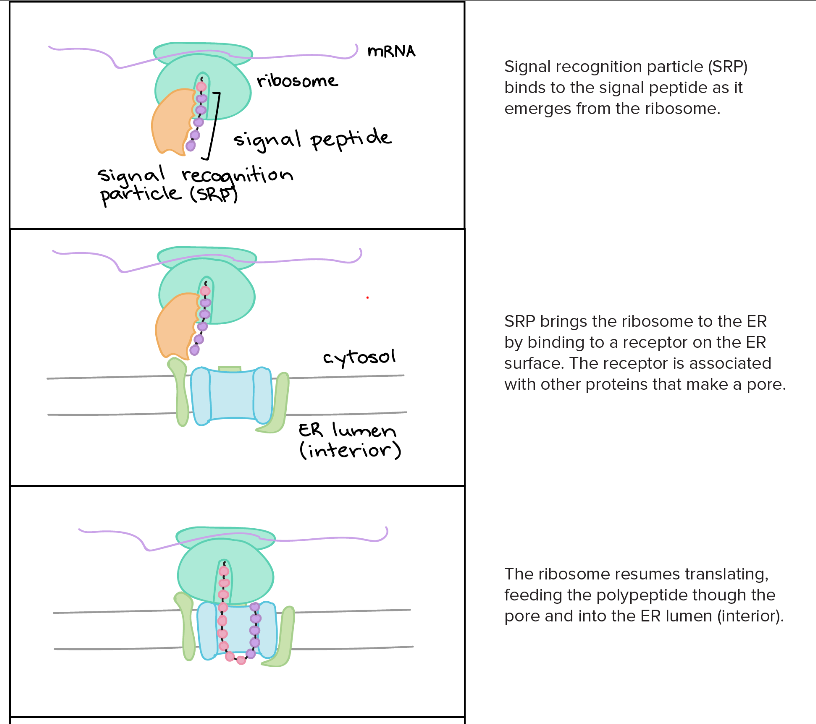 mRNA
ribosome
signal peptide
signal recognition
particle (SRP)
Signal recognition particle (SRP)
binds to the signal peptide as it
emerges from the ribosome.
cytosol
ER lumen
(interior)
SRP brings the ribosome to the ER
by binding to a receptor on the ER
surface. The receptor is associated
with other proteins that make a pore.
The ribosome resumes translating,
feeding the polypeptide though the
pore and into the ER lumen (interior).